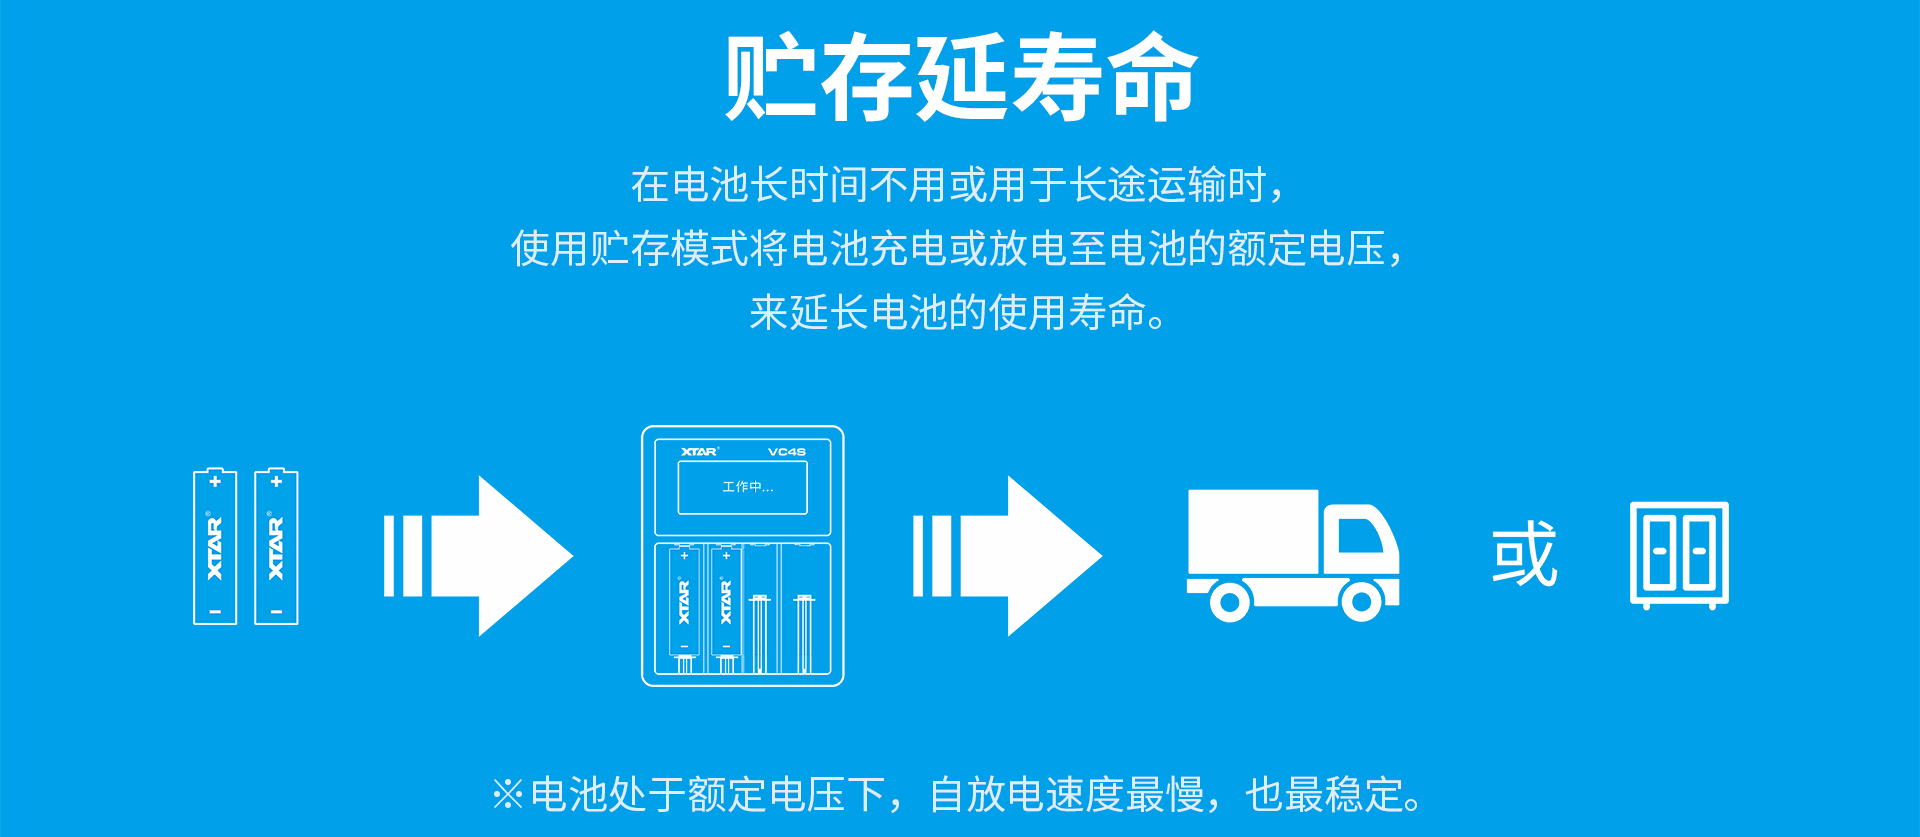 贮存延寿命
在电池长时间不用或用于长途运输时，
使用贮存模式将电池充电或放电至电池的额定电压，
来延长电池的使用寿命。
XTAR®
XTAR®
XTAR® VC4S
工作中...
XTAR®
XTAR®
或
※电池处于额定电压下，自放电速度最慢，也最稳定。